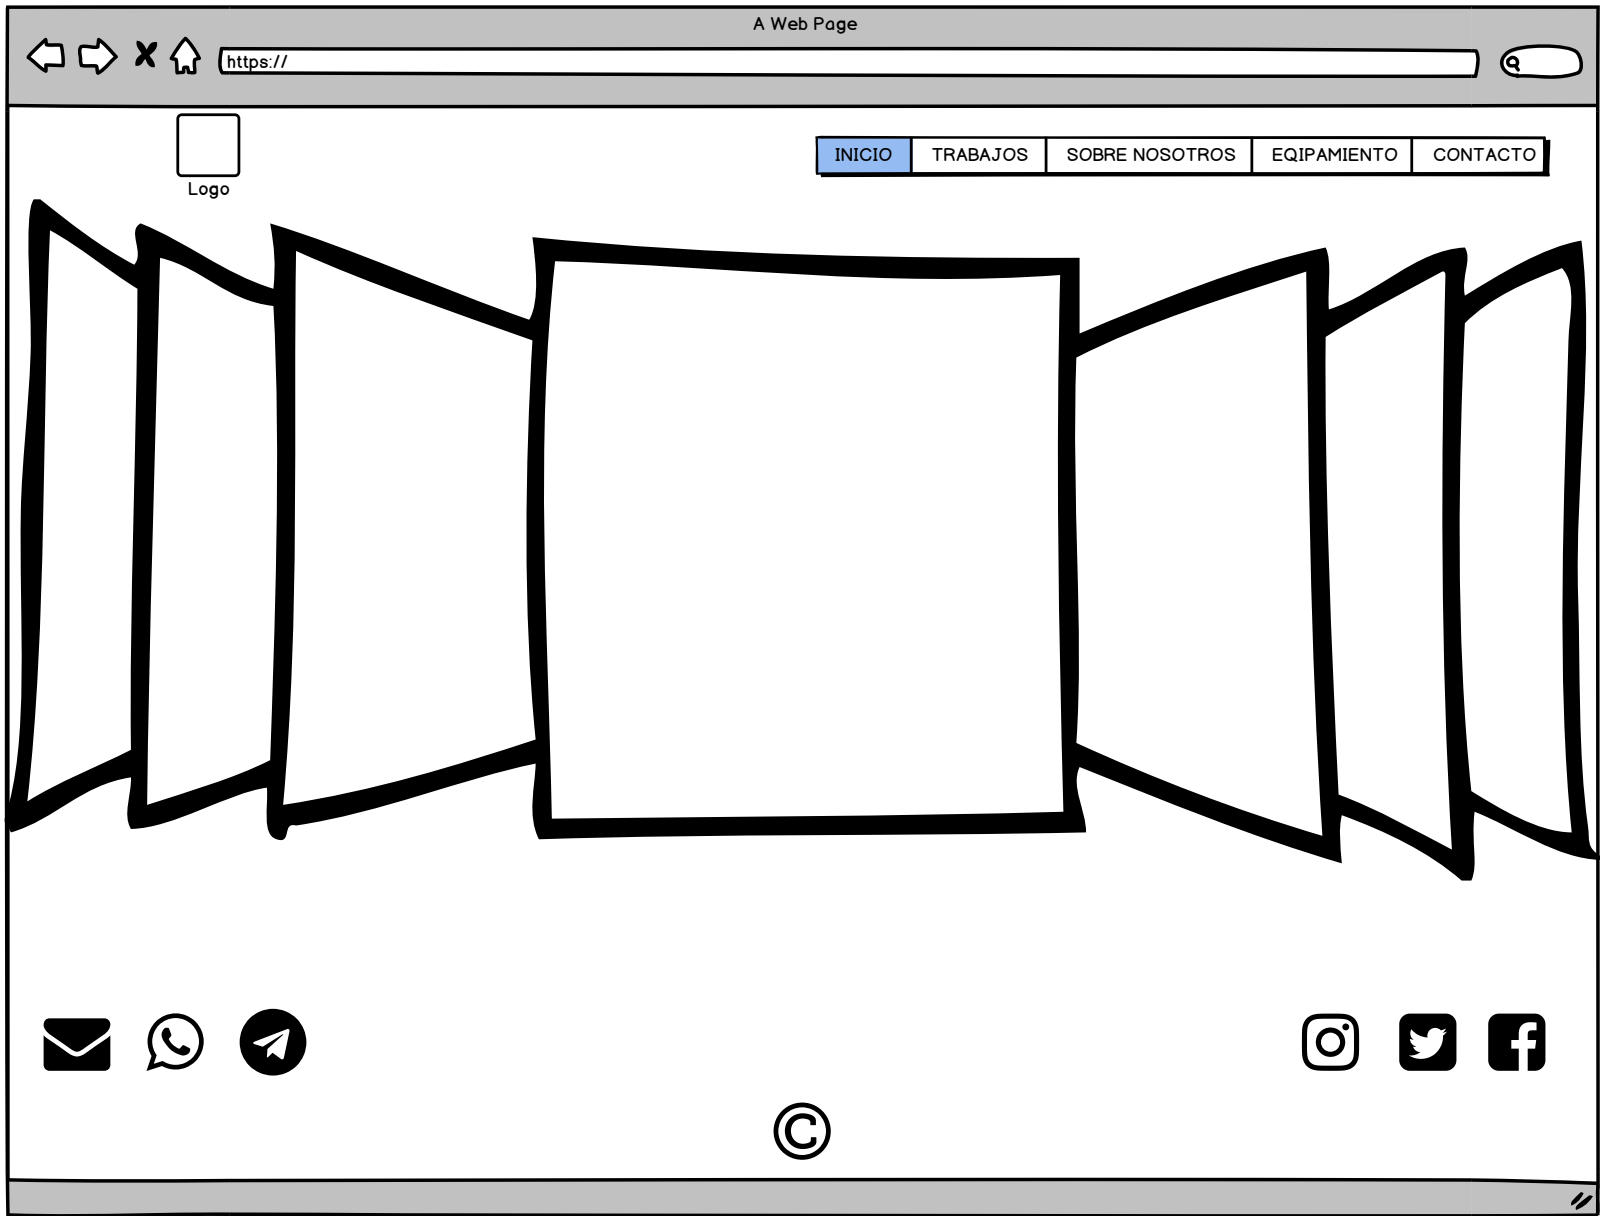 A Web Page
https://
Logo
INICIO TRABAJOS SOBRE NOSOTROS EQIPAMIENTO CONTACTO
©